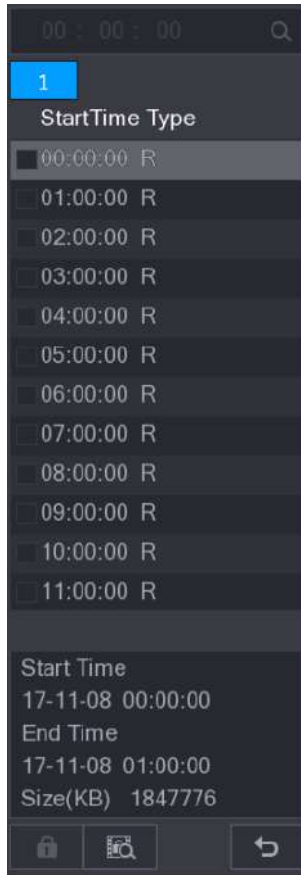 00 : 00 : 00
1
StartTime Type
00:00:00 R
01:00:00 R
02:00:00 R
03:00:00 R
04:00:00 R
05:00:00 R
06:00:00 R
07:00:00 R
08:00:00 R
09:00:00 R
10:00:00 R
11:00:00 R
Start Time
17-11-08 00:00:00
End Time
17-11-08 01:00:00
Size(KB) 1847776